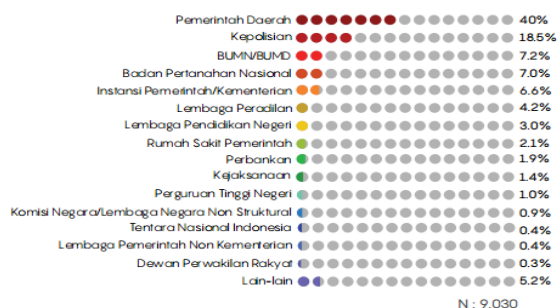 Pemerintah Daerah 40%
Kepolisian 18.5%
BUMN/BUMD 7.2%
Badan Pertanahan Nasional 7.0%
Instansi Pemerintah/Kementerian 6.6%
Lembaga Peradilan 4.2%
Lembaga Pendidikan Negeri 3.0%
Rumah Sakit Pemerintah 2.1%
Perbankan 1.9%
Kejaksaan 1.4%
Perguruan Tinggi Negeri 1.0%
Komisi Negara/Lembaga Negara Non Struktural 0.9%
Tentara Nasional Indonesia 0.4%
Lembaga Pemerintah Non Kementerian 0.4%
Dewan Perwakilan Rakyat 0.3%
Lain-lain 5.2%
N : 9.030